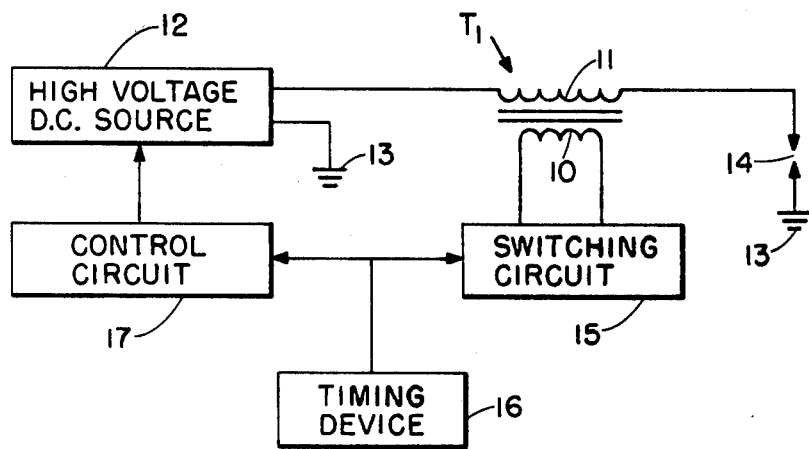 12
T1
11
HIGH VOLTAGE
D.C. SOURCE
13
10
14
13
CONTROL
CIRCUIT
17
SWITCHING
CIRCUIT
15
TIMING
DEVICE
16